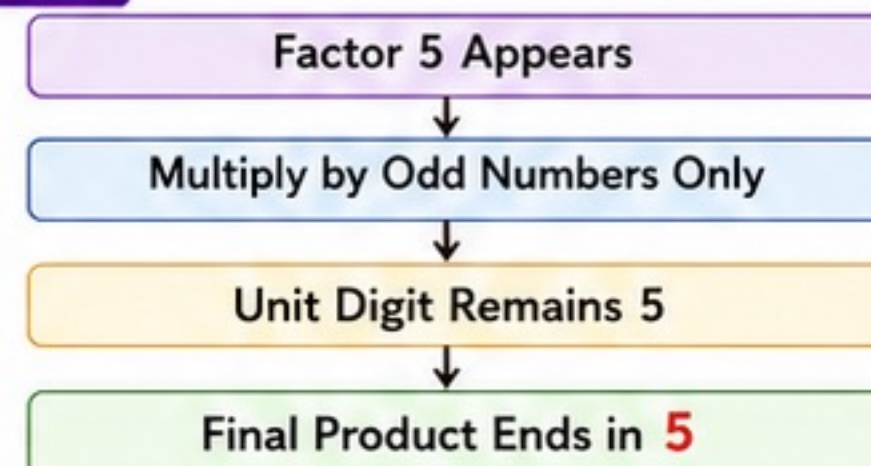 Factor 5 Appears
Multiply by Odd Numbers Only
Unit Digit Remains 5
Final Product Ends in 5